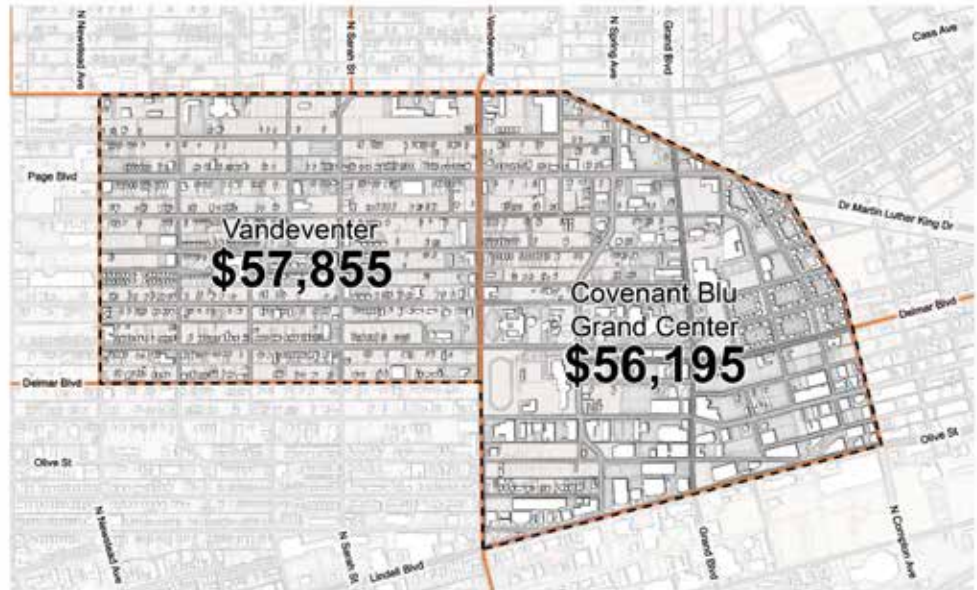 N Newstead Ave
N Sarah St
Vandeventer
N Spring Ave
Grand Blvd
Cass Ave
Page Blvd
Dr Martin Luther King Dr
Vandeventer
$57,855
Covenant Blu
Grand Center
$56,195
Delmar Blvd
Delmar Blvd
Olive St
Olive St
N Newstead Ave
N Sarah St
Lindell Blvd
Grand Blvd
N Compton Ave